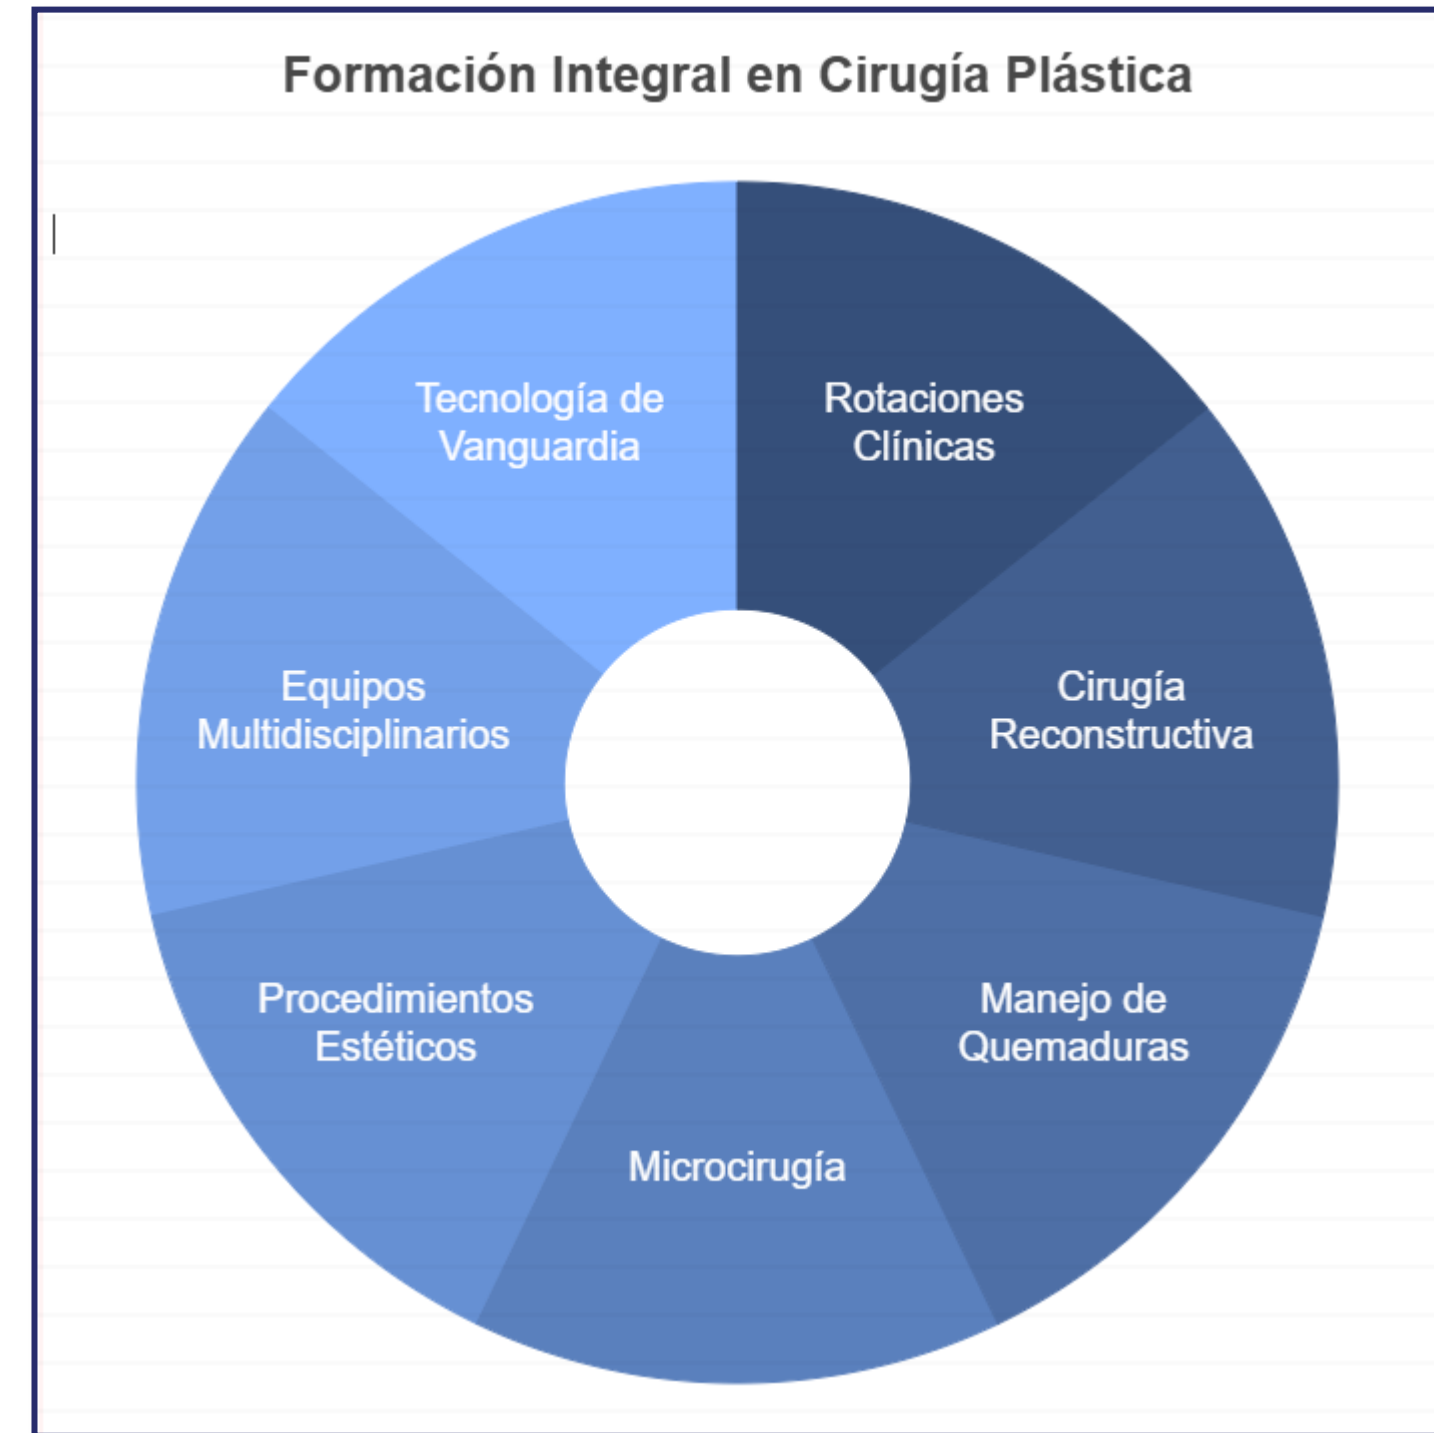 Formación Integral en Cirugía Plástica
Tecnología de
Vanguardia
Rotaciones
Clínicas
Equipos
Multidisciplinarios
Cirugía
Reconstructiva
Procedimientos
Estéticos
Manejo de
Quemaduras
Microcirugía